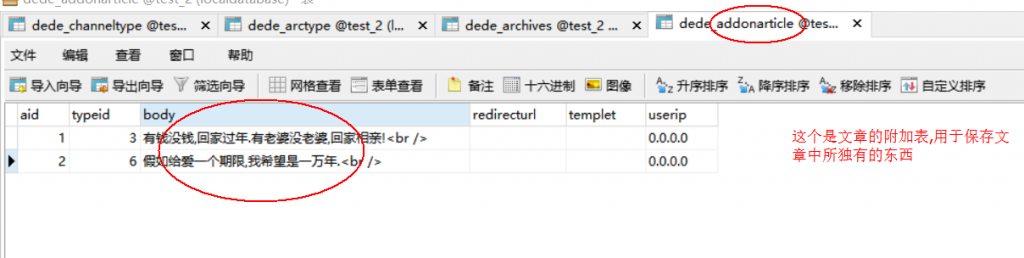 dede_addonarticle @test_2 (localdatabase) - 表
dede_channeltype @tes... dede_arctype @test_2 (l... dede_archives @test_2 ... dede_addonarticle @tes...
文件 编辑 查看 窗口 帮助
导入向导 导出向导 筛选向导 网格查看 表单查看 备注 十六进制 图像 升序排序 降序排序 移除排序 自定义排序
aid typeid body redirecturl templet userip
1 3 有钱没钱,回家过年.有老婆没老婆,回家相亲!<br /> 0.0.0.0
2 6 假如给爱一个期限,我希望是一万年.<br /> 0.0.0.0
这个是文章的附加表,用于保存文
章中所独有的东西